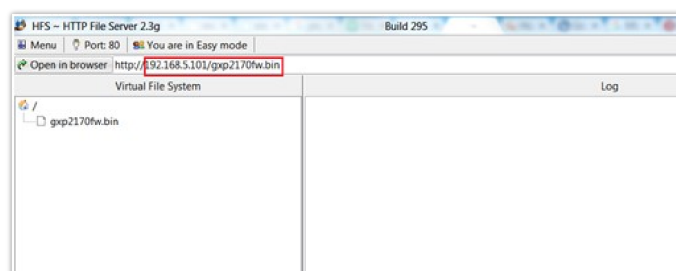 HFS ~ HTTP File Server 2.3g Build 295
Menu Port: 80 You are in Easy mode
Open in browser http://192.168.5.101/gxp2170fw.bin
Virtual File System Log
/
gxp2170fw.bin